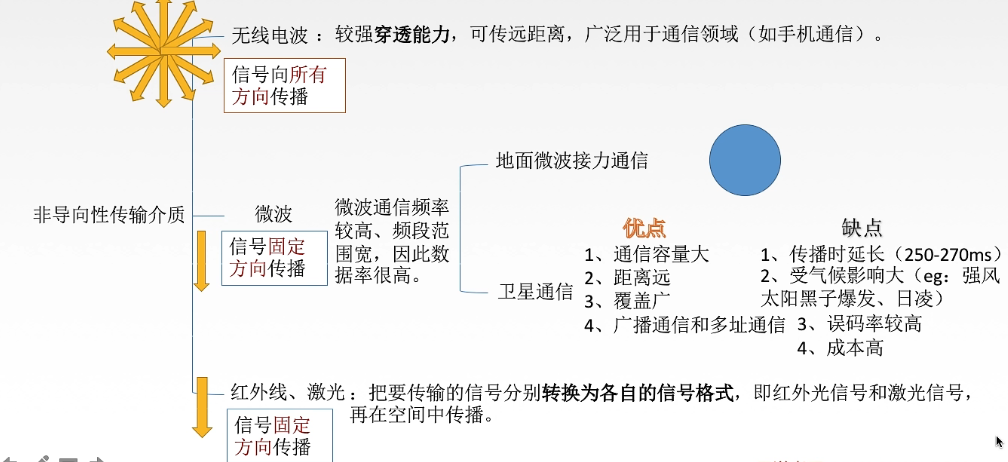 无线电波：较强穿透能力，可传远距离，广泛用于通信领域（如手机通信）。
信号向所有
方向传播
非导向性传输介质
微波
信号固定
方向传播
微波通信频率
较高、频段范
围宽，因此数
据率很高。
地面微波接力通信
卫星通信
优点
1、通信容量大
2、距离远
3、覆盖广
4、广播通信和多址通信
缺点
1、传播时延长（250-270ms）
2、受气候影响大（eg：强风
太阳黑子爆发、日凌）
3、误码率较高
4、成本高
红外线、激光：把要传输的信号分别转换为各自的信号格式，即红外光信号和激光信号，
再在空间中传播。
信号固定
方向传播